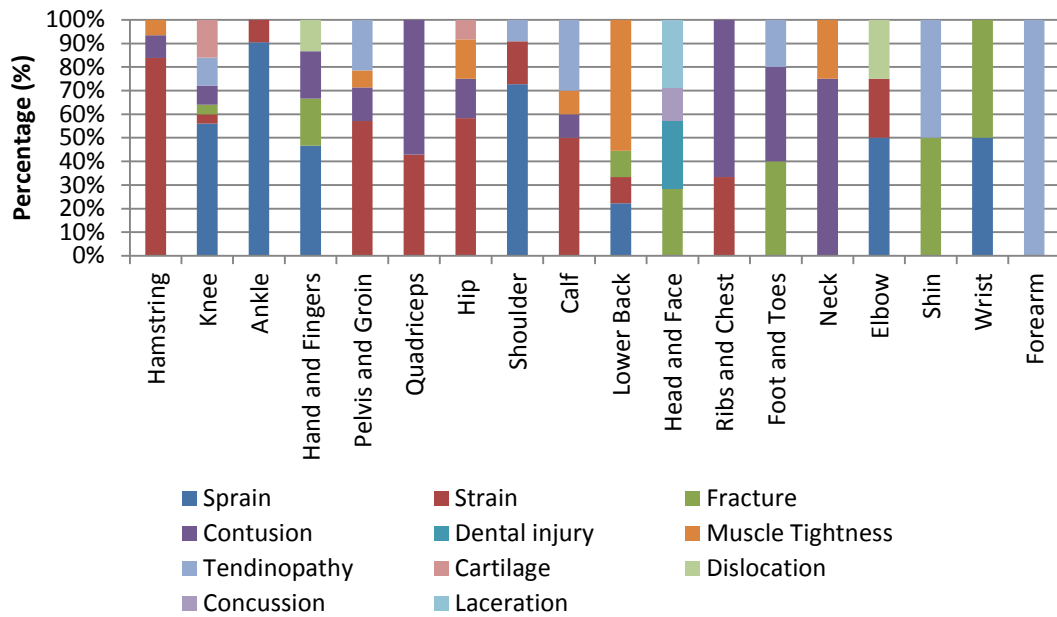 Percentage (%)
100%
90%
80%
70%
60%
50%
40%
30%
20%
10%
0%
Hamstring
Knee
Ankle
Hand and Fingers
Pelvis and Groin
Quadriceps
Hip
Shoulder
Calf
Lower Back
Head and Face
Ribs and Chest
Foot and Toes
Neck
Elbow
Shin
Wrist
Forearm
Sprain
Strain
Fracture
Contusion
Dental injury
Muscle Tightness
Tendinopathy
Cartilage
Dislocation
Concussion
Laceration